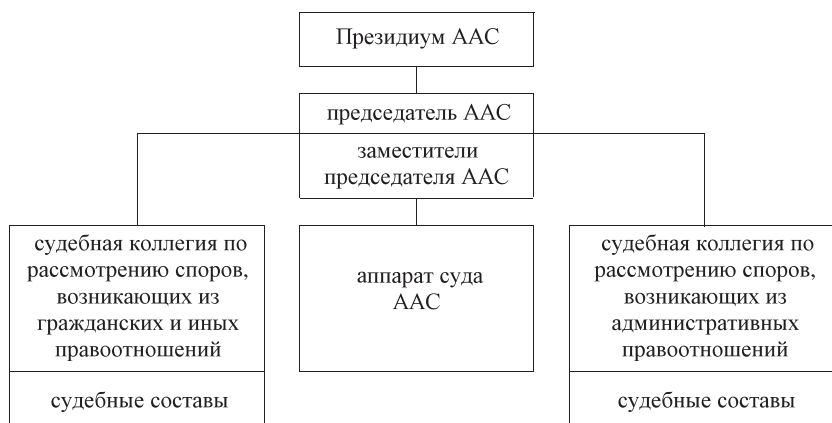 Президиум ААС
председатель ААС
заместители
председателя ААС
судебная коллегия по
рассмотрению споров,
возникающих из
гражданских и иных
правоотношений
судебные составы
аппарат суда
ААС
судебная коллегия по
рассмотрению споров,
возникающих из
административных
правоотношений
судебные составы